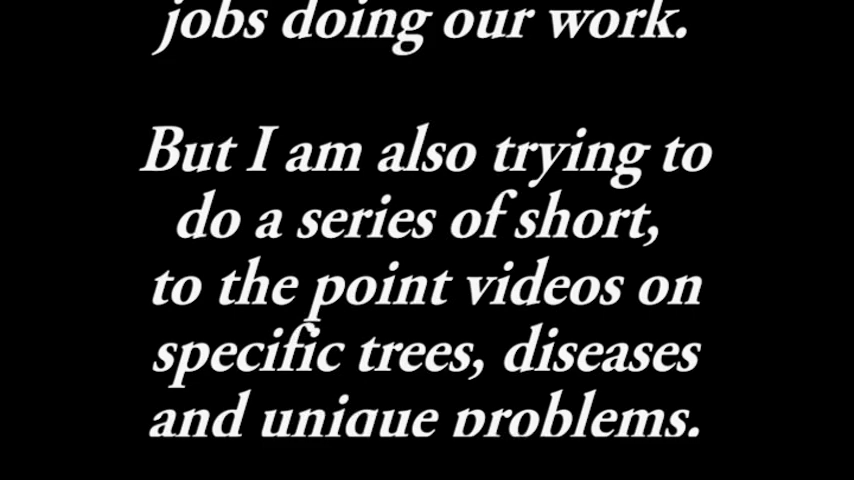 jobs doing our work.
But I am also trying to
do a series of short,
to the point videos on
specific trees, diseases
and unique problems.